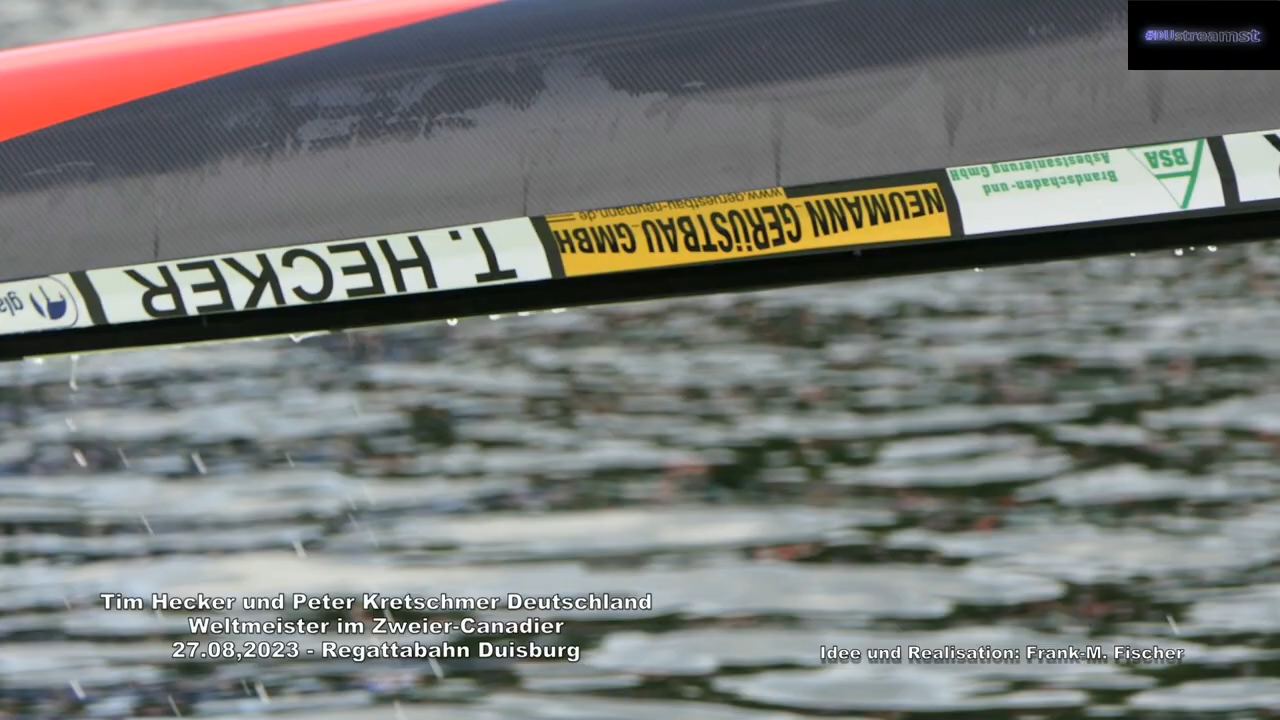 #DUstreamst
BSA
Brandschaden-und
Asbestsanierung GmbH
NEUMANN GERÜSTBAU GMBH
www.geruestbau-neumann.de
T. HECKER
Tim Hecker und Peter Kretschmer Deutschland
Weltmeister im Zweier-Canadier
27.08,2023 - Regattabahn Duisburg
Idee und Realisation: Frank-M. Fischer